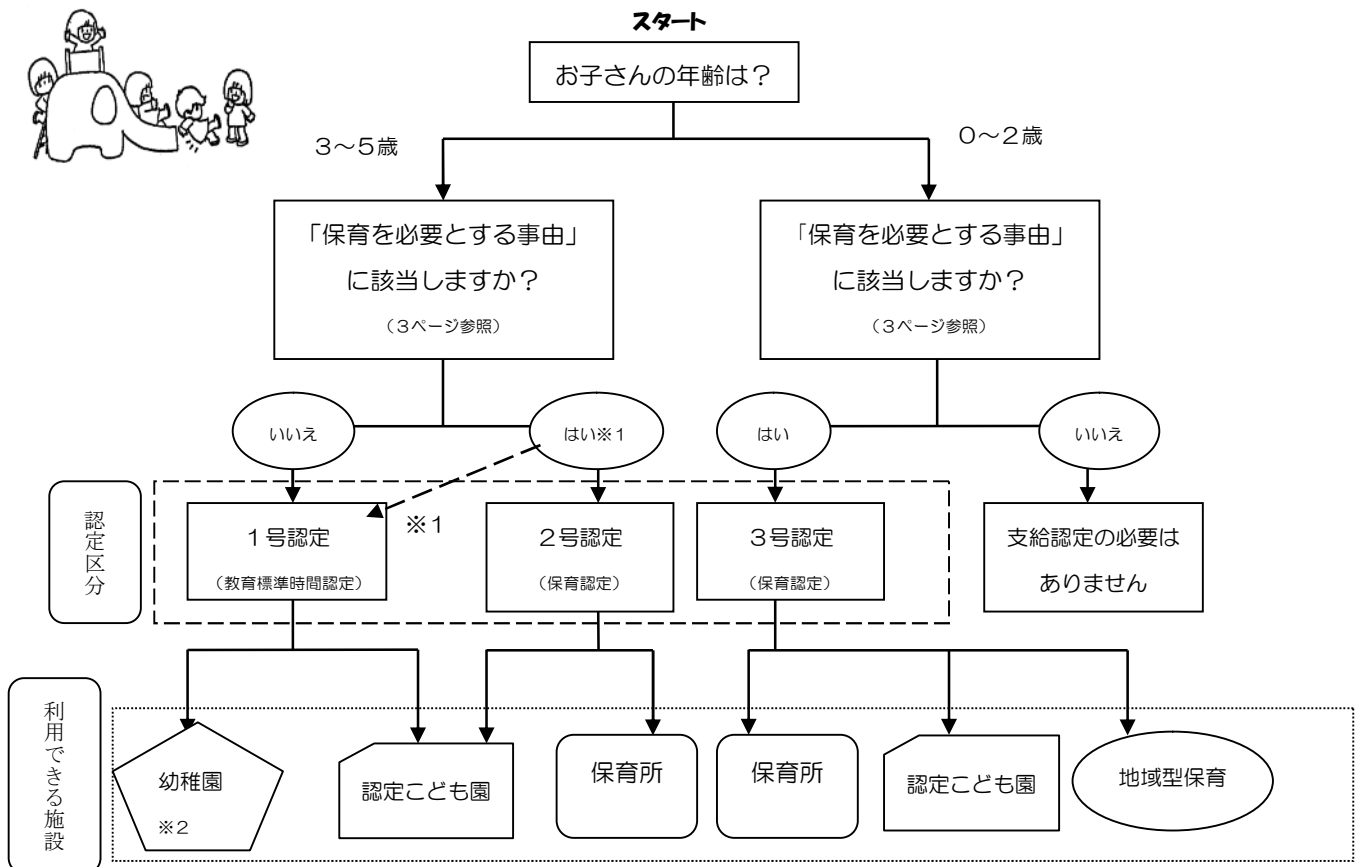 スタート
お子さんの年齢は？
３～５歳
０～２歳
「保育を必要とする事由」
に該当しますか？
（３ページ参照）
「保育を必要とする事由」
に該当しますか？
（３ページ参照）
いいえ
はい※１
はい
いいえ
認定区分
１号認定
（教育標準時間認定）
※１
２号認定
（保育認定）
３号認定
（保育認定）
支給認定の必要は
ありません
利用できる施設
幼稚園
※２
認定こども園
保育所
保育所
認定こども園
地域型保育